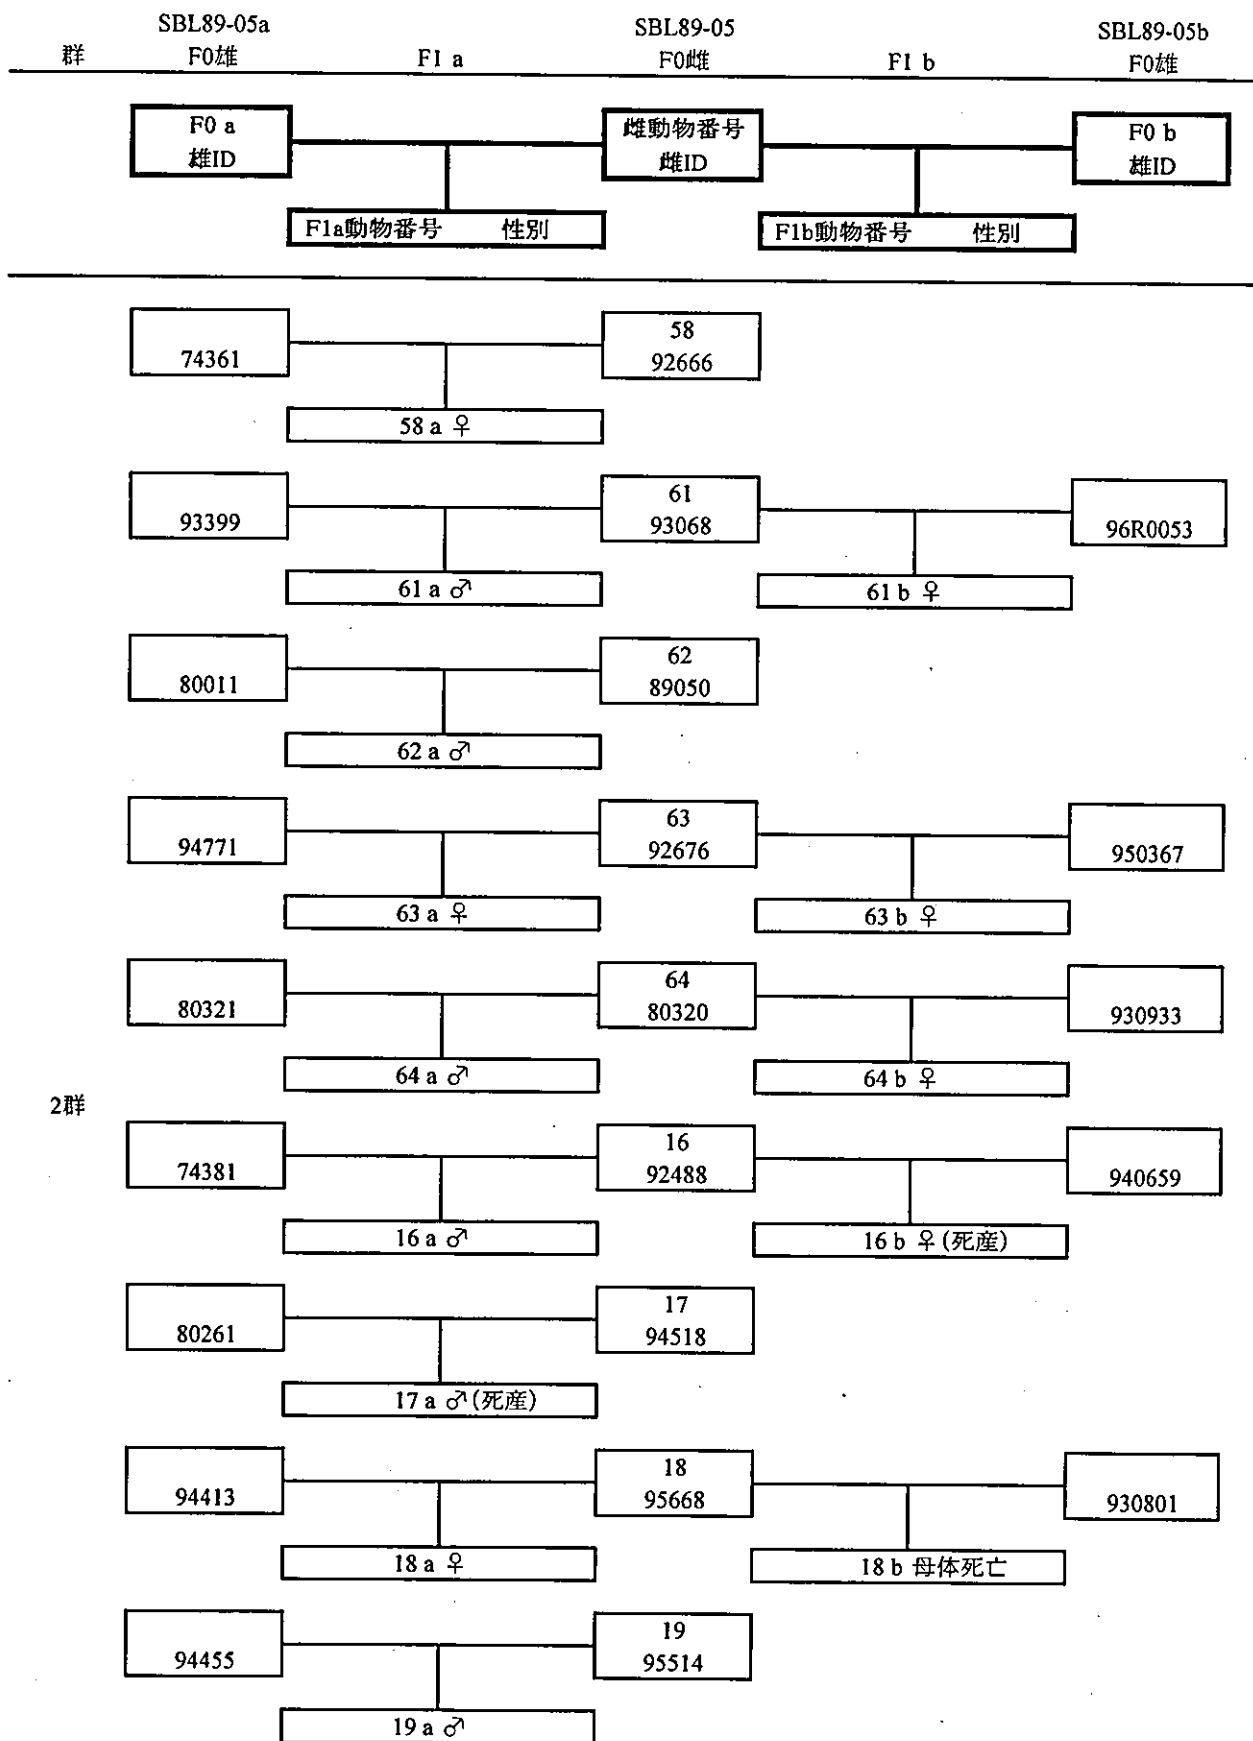 SBL89-05a SBL89-05 SBL89-05b
群 F0雄 F1 a F0雌 F1 b F0雄
F0 a 雌動物番号 F0 b
雄ID 雌ID 雄ID
F1a動物番号 性別 F1b動物番号 性別
58
74361 92666
58 a ♀
61
93399 93068 96R0053
61 a ♂ 61 b ♀
62
80011 89050
62 a ♂
63
94771 92676 950367
63 a ♀ 63 b ♀
64
80321 80320 930933
64 a ♂ 64 b ♀
2群
16
74381 92488 940659
16 a ♂ 16 b ♀ (死産)
17
80261 94518
17 a ♂ (死産)
18
94413 95668 930801
18 a ♀ 18 b 母体死亡
19
94455 95514
19 a ♂